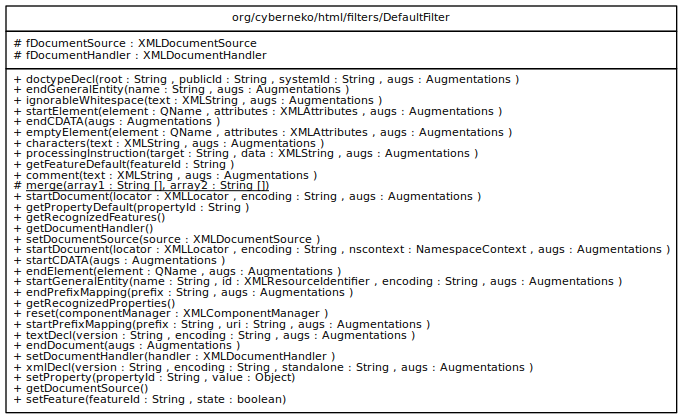 org/cyberneko/html/filters/DefaultFilter
# fDocumentSource : XMLDocumentSource
# fDocumentHandler : XMLDocumentHandler
+ doctypeDecl(root : String , publicId : String , systemId : String , augs : Augmentations )
+ endGeneralEntity(name : String , augs : Augmentations )
+ ignorableWhitespace(text : XMLString , augs : Augmentations )
+ startElement(element : QName , attributes : XMLAttributes , augs : Augmentations )
+ endCDATA(augs : Augmentations )
+ emptyElement(element : QName , attributes : XMLAttributes , augs : Augmentations )
+ characters(text : XMLString , augs : Augmentations )
+ processingInstruction(target : String , data : XMLString , augs : Augmentations )
+ getFeatureDefault(featureId : String )
+ comment(text : XMLString , augs : Augmentations )
# merge(array1 : String [], array2 : String [])
+ startDocument(locator : XMLLocator , encoding : String , augs : Augmentations )
+ getPropertyDefault(propertyId : String )
+ getRecognizedFeatures()
+ getDocumentHandler()
+ setDocumentSource(source : XMLDocumentSource )
+ startDocument(locator : XMLLocator , encoding : String , nscontext : NamespaceContext , augs : Augmentations )
+ startCDATA(augs : Augmentations )
+ endElement(element : QName , augs : Augmentations )
+ startGeneralEntity(name : String , id : XMLResourceIdentifier , encoding : String , augs : Augmentations )
+ endPrefixMapping(prefix : String , augs : Augmentations )
+ getRecognizedProperties()
+ reset(componentManager : XMLComponentManager )
+ startPrefixMapping(prefix : String , uri : String , augs : Augmentations )
+ textDecl(version : String , encoding : String , augs : Augmentations )
+ endDocument(augs : Augmentations )
+ setDocumentHandler(handler : XMLDocumentHandler )
+ xmlDecl(version : String , encoding : String , standalone : String , augs : Augmentations )
+ setProperty(propertyId : String , value : Object)
+ getDocumentSource()
+ setFeature(featureId : String , state : boolean)